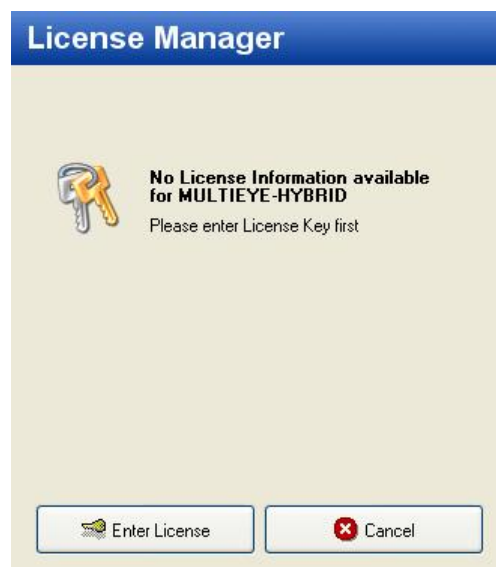 License Manager
No License Information available
for MULTIEYE-HYBRID
Please enter License Key first
Enter License
Cancel